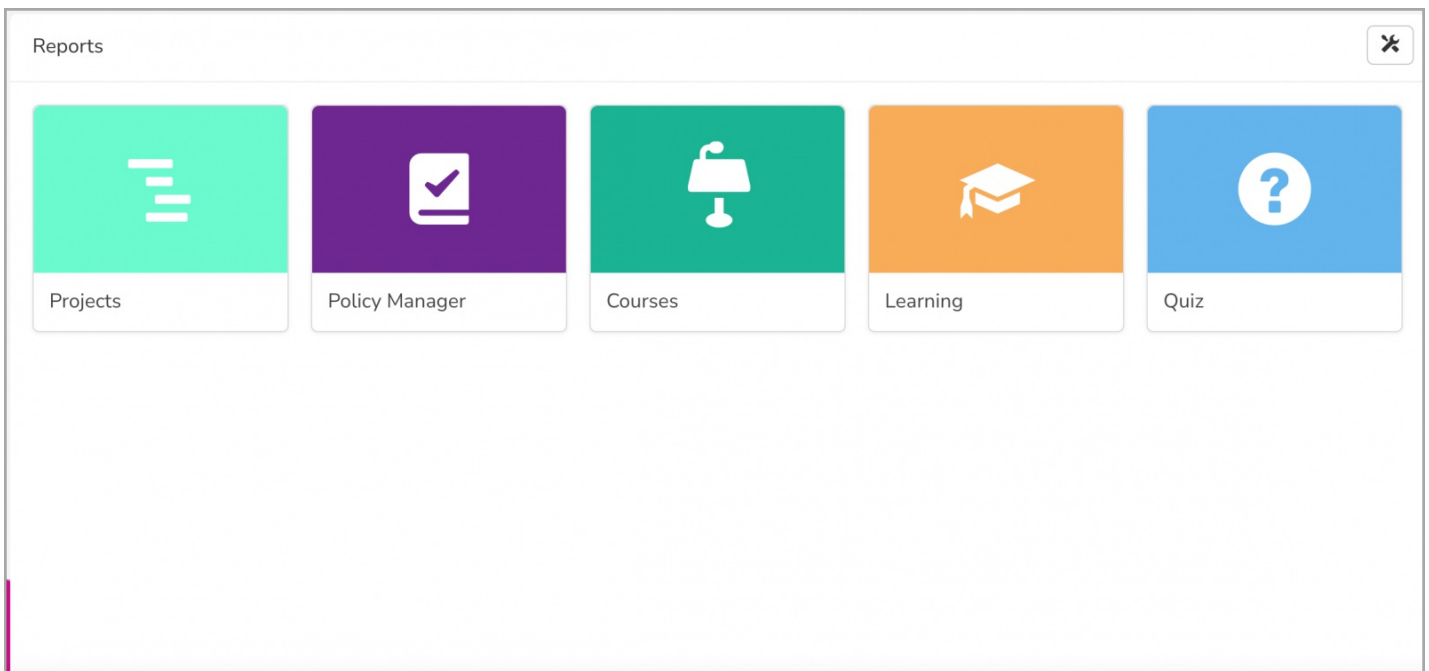 Reports
Projects
Policy Manager
Courses
Learning
Quiz